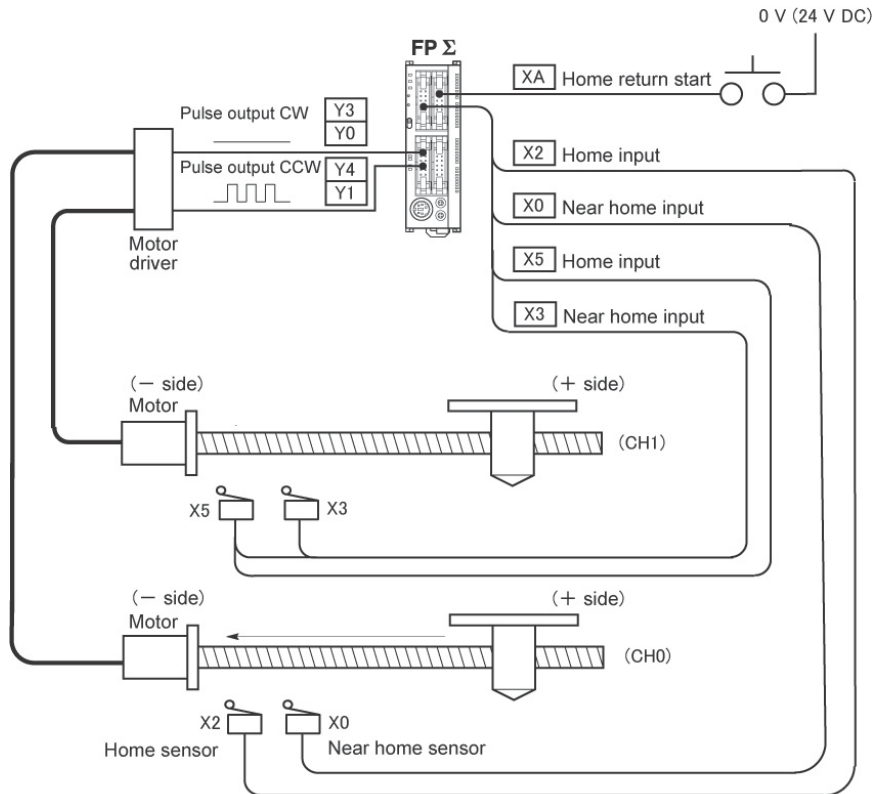 0 V (24 V DC)
FP Σ
XA Home return start
Pulse output CW Y3
Y0
Pulse output CCW Y4
Y1
X2 Home input
X0 Near home input
X5 Home input
X3 Near home input
Motor
driver
(− side)
Motor
(+ side)
(CH1)
X5
X3
(− side)
Motor
(+ side)
(CH0)
X2
X0
Home sensor
Near home sensor